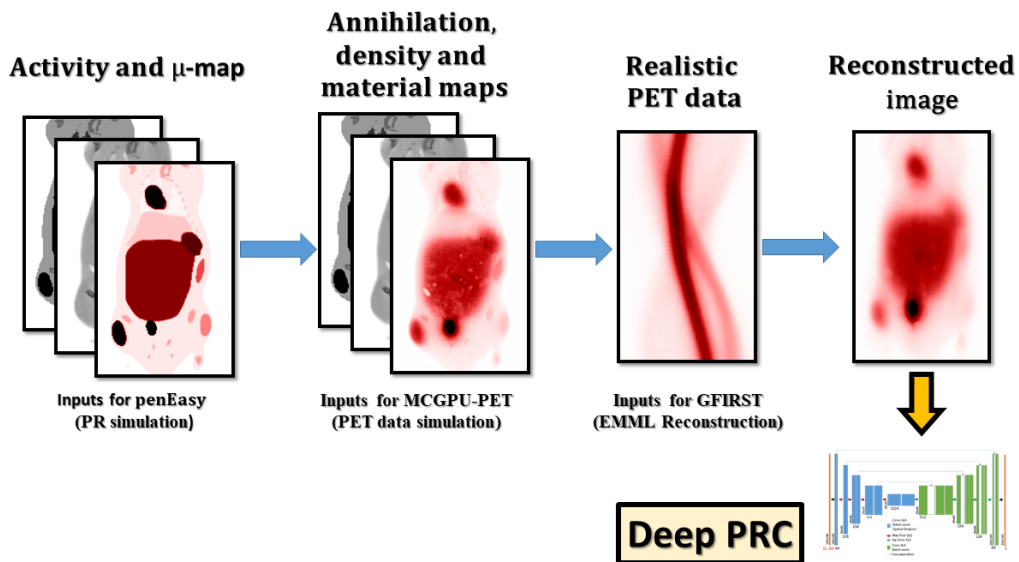 Activity and μ-map
Annihilation,
density and
material maps
Realistic
PET data
Reconstructed
image
Inputs for penEasy
(PR simulation)
Inputs for MCGPU-PET
(PET data simulation)
Inputs for GFIRST
(EMML Reconstruction)
Deep PRC